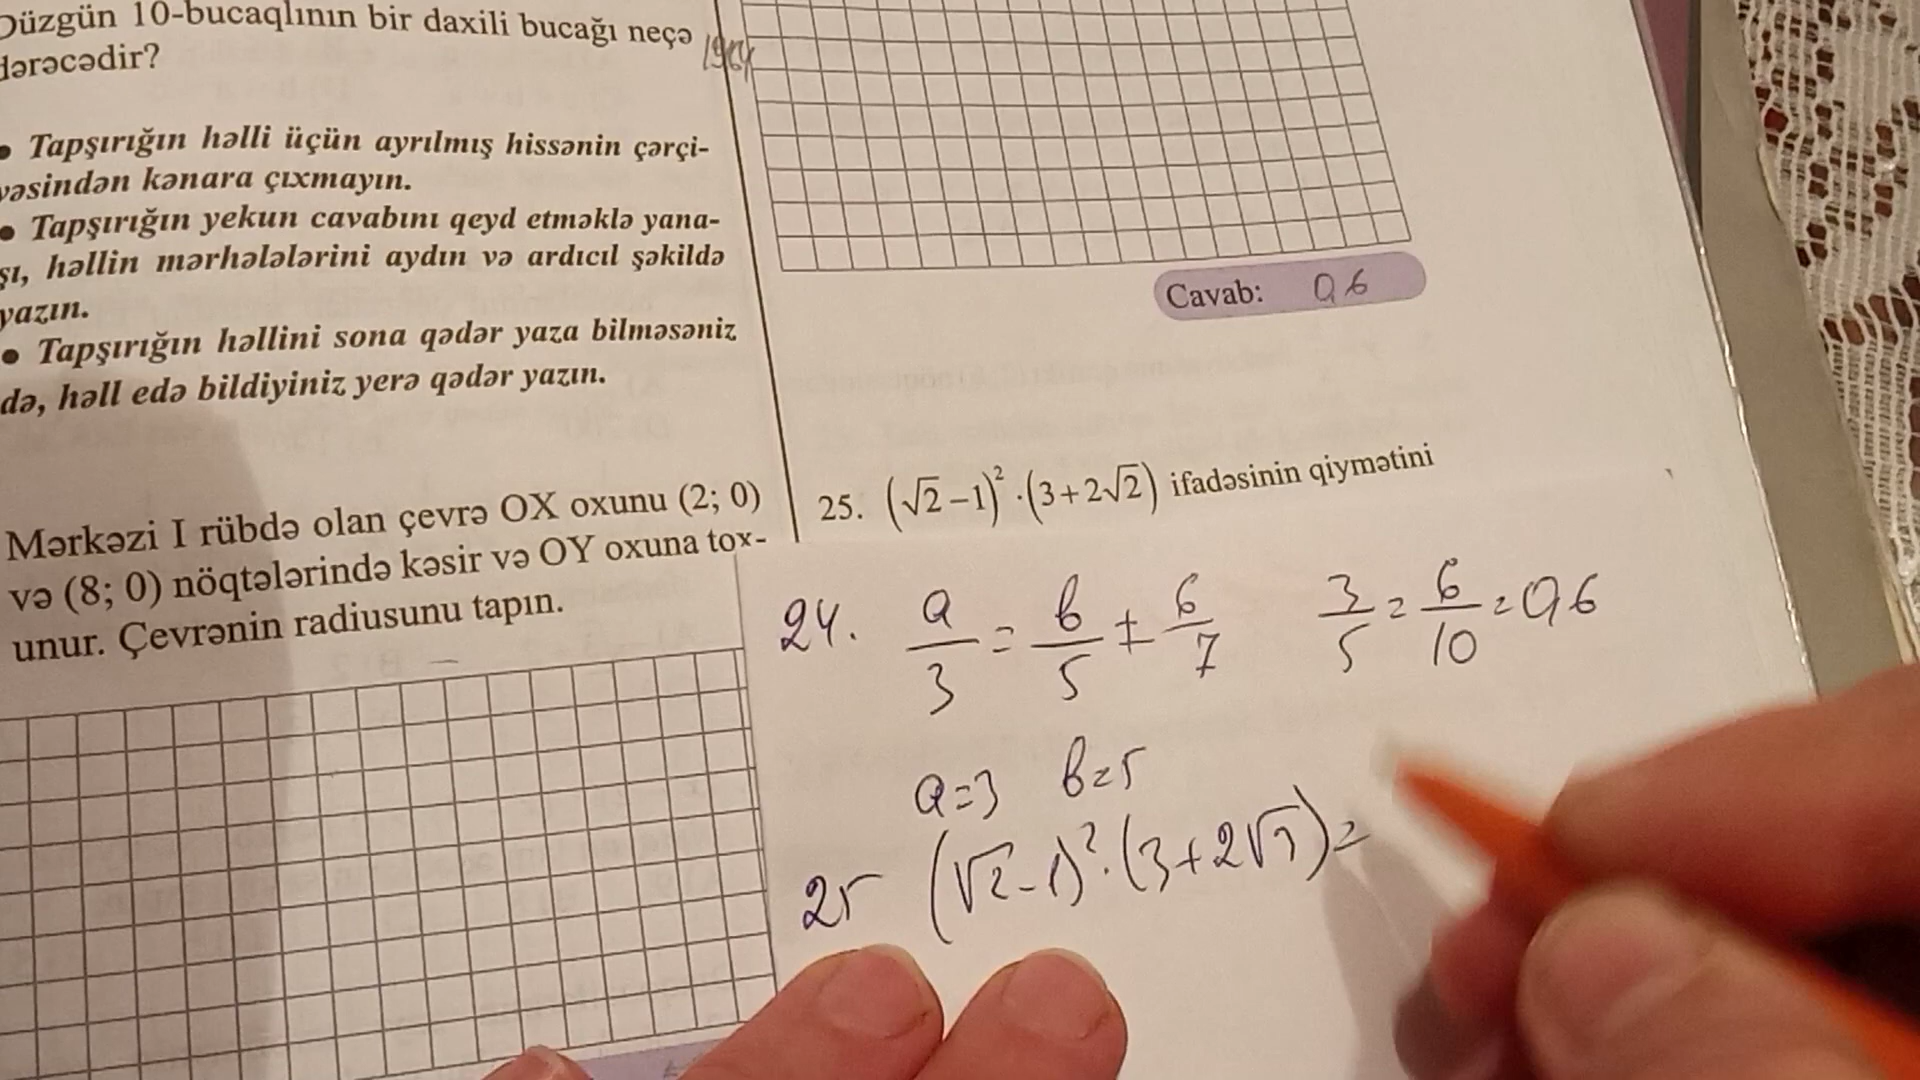 Düzgün 10-bucaqlının bir daxili bucağı neçə
dərəcədir?
• Tapşırığın həlli üçün ayrılmış hissənin çərçi-
vəsindən kənara çıxmayın.
• Tapşırığın yekun cavabını qeyd etməklə yana-
şı, həllin mərhələlərini aydın və ardıcıl şəkildə
yazın.
• Tapşırığın həllini sona qədər yaza bilməsəniz
də, həll edə bildiyiniz yerə qədər yazın.
Mərkəzi I rübdə olan çevrə OX oxunu (2; 0)
və (8; 0) nöqtələrində kəsir və OY oxuna tox-
unur. Çevrənin radiusunu tapın.
Cavab: 0,6
25. (√2−1)²·(3+2√2) ifadəsinin qiymətini
24. a/3 = b/5 ± 6/7 3/5 = 6/10 = 0,6
a=3 b=5
25 (√2-1)²·(3+2√2)=